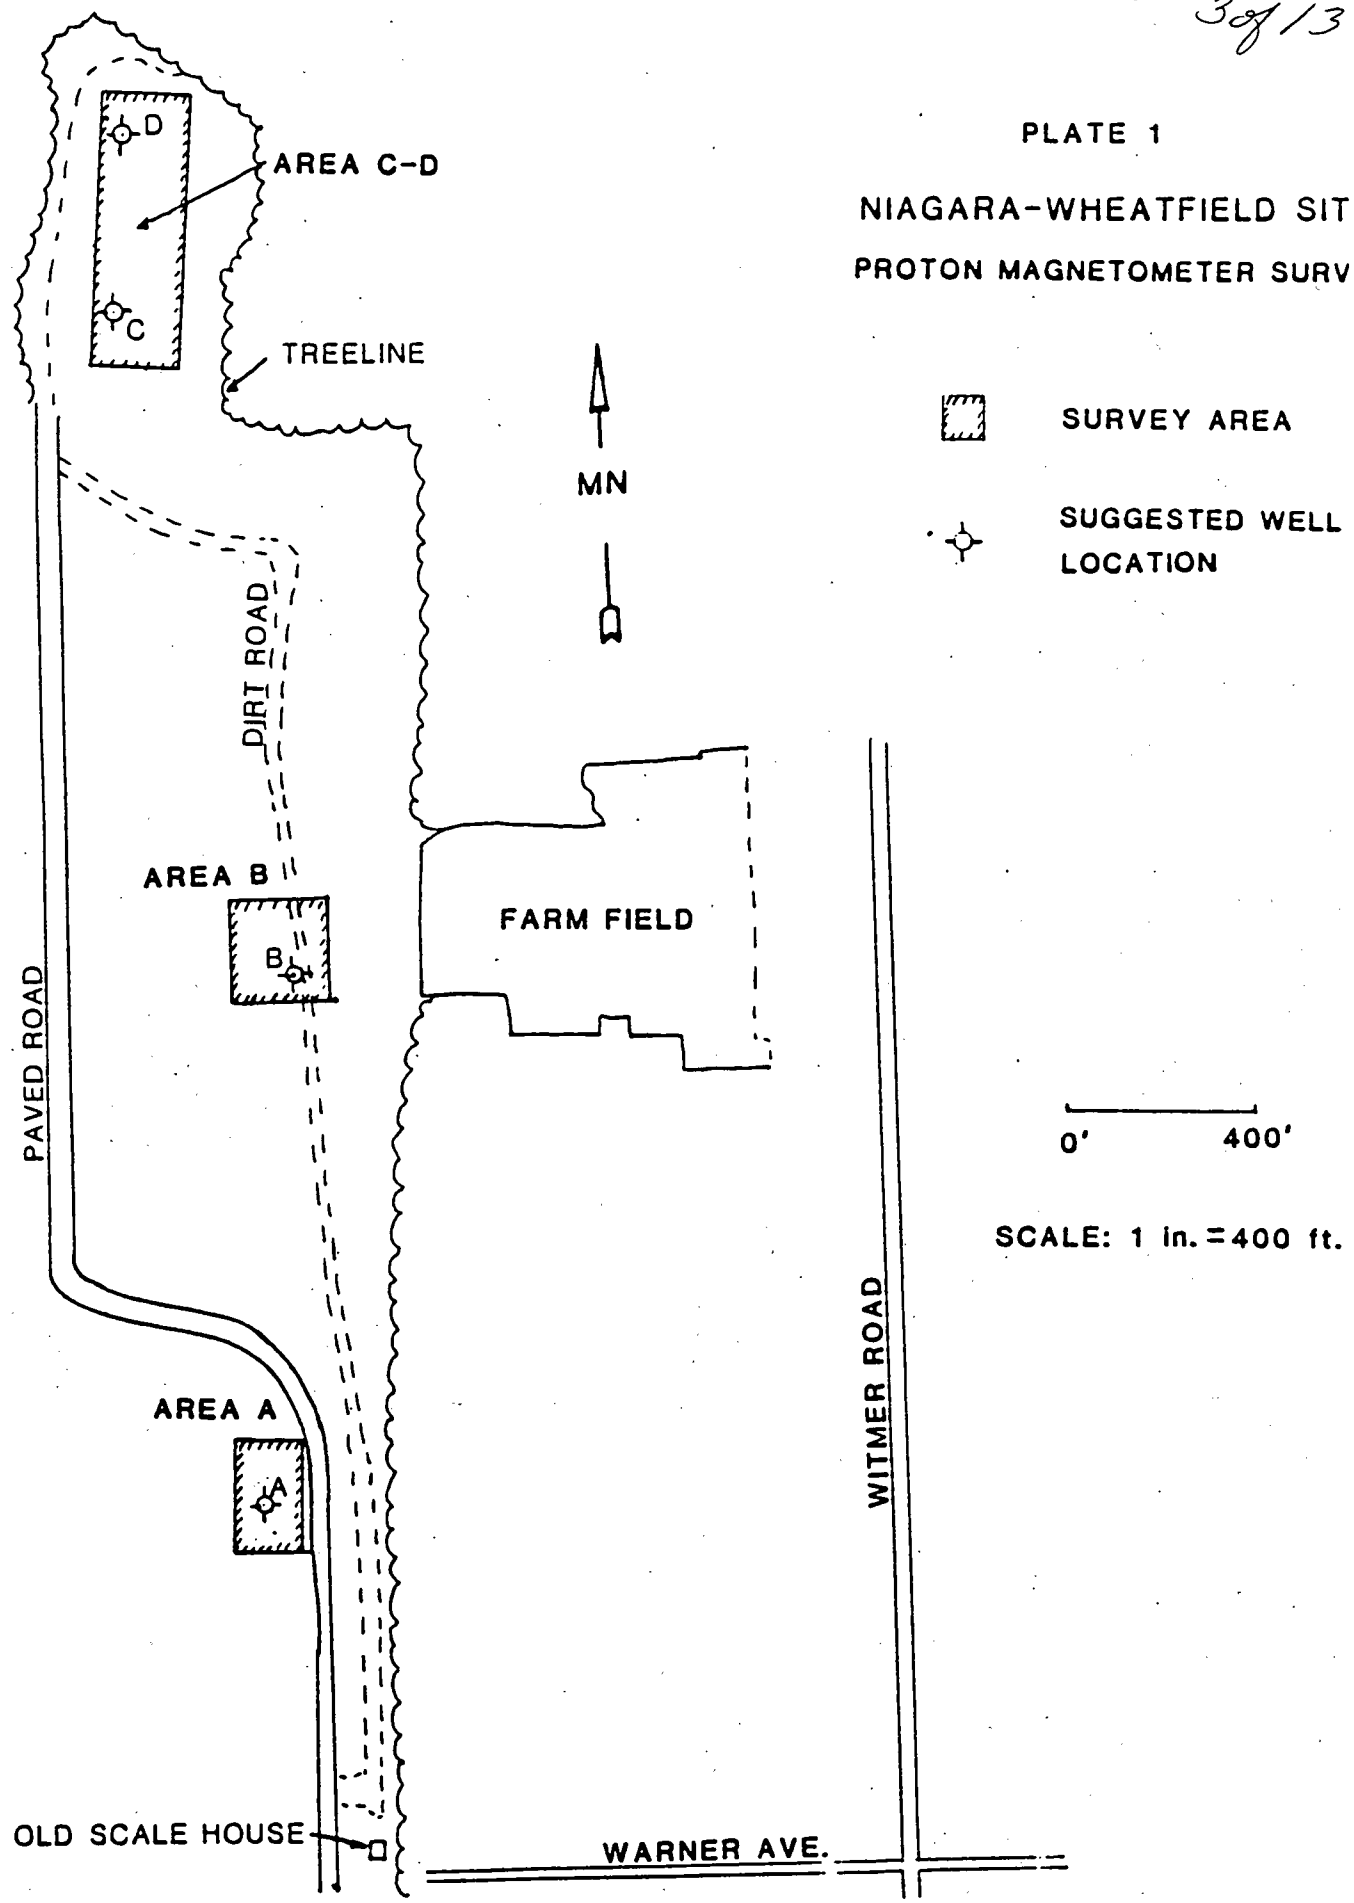 3 of 13
PLATE 1
NIAGARA-WHEATFIELD SIT
PROTON MAGNETOMETER SURV
D
AREA C-D
C
TREELINE
MN
SURVEY AREA
SUGGESTED WELL
LOCATION
DIRT ROAD
AREA B
B
FARM FIELD
PAVED ROAD
0' 400'
SCALE: 1 in. = 400 ft.
WITMER ROAD
AREA A
A
OLD SCALE HOUSE
WARNER AVE.